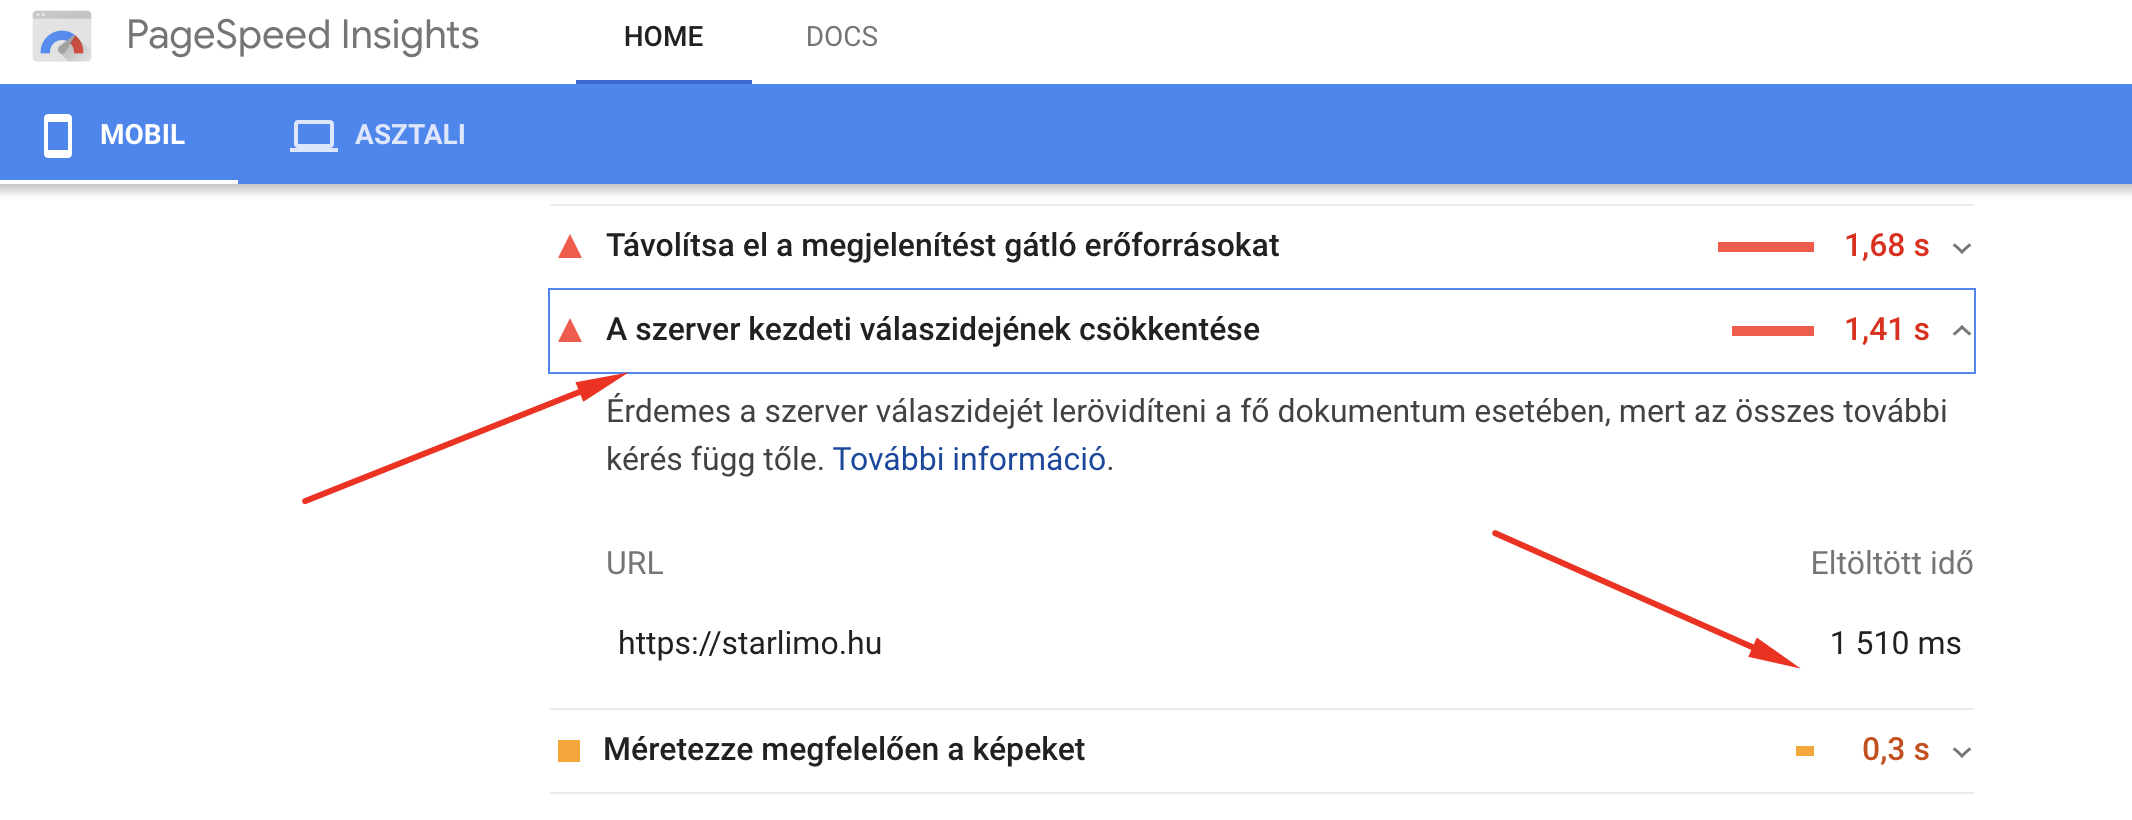 PageSpeed Insights
HOME
DOCS
MOBIL
ASZTALI
Távolítsa el a megjelenítést gátló erőforrásokat
1,68 s
A szerver kezdeti válaszidejének csökkentése
1,41 s
Érdemes a szerver válaszidejét lerövidíteni a fő dokumentum esetében, mert az összes további
kérés függ tőle. További információ.
URL
Eltöltött idő
https://starlimo.hu
1 510 ms
Méretezze megfelelően a képeket
0,3 s